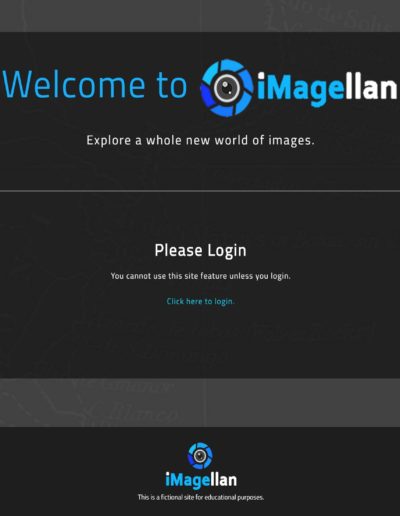 Welcome to iMagellan
Explore a whole new world of images.
Please Login
You cannot use this site feature unless you login.
Click here to login.
iMagellan
This is a fictional site for educational purposes.